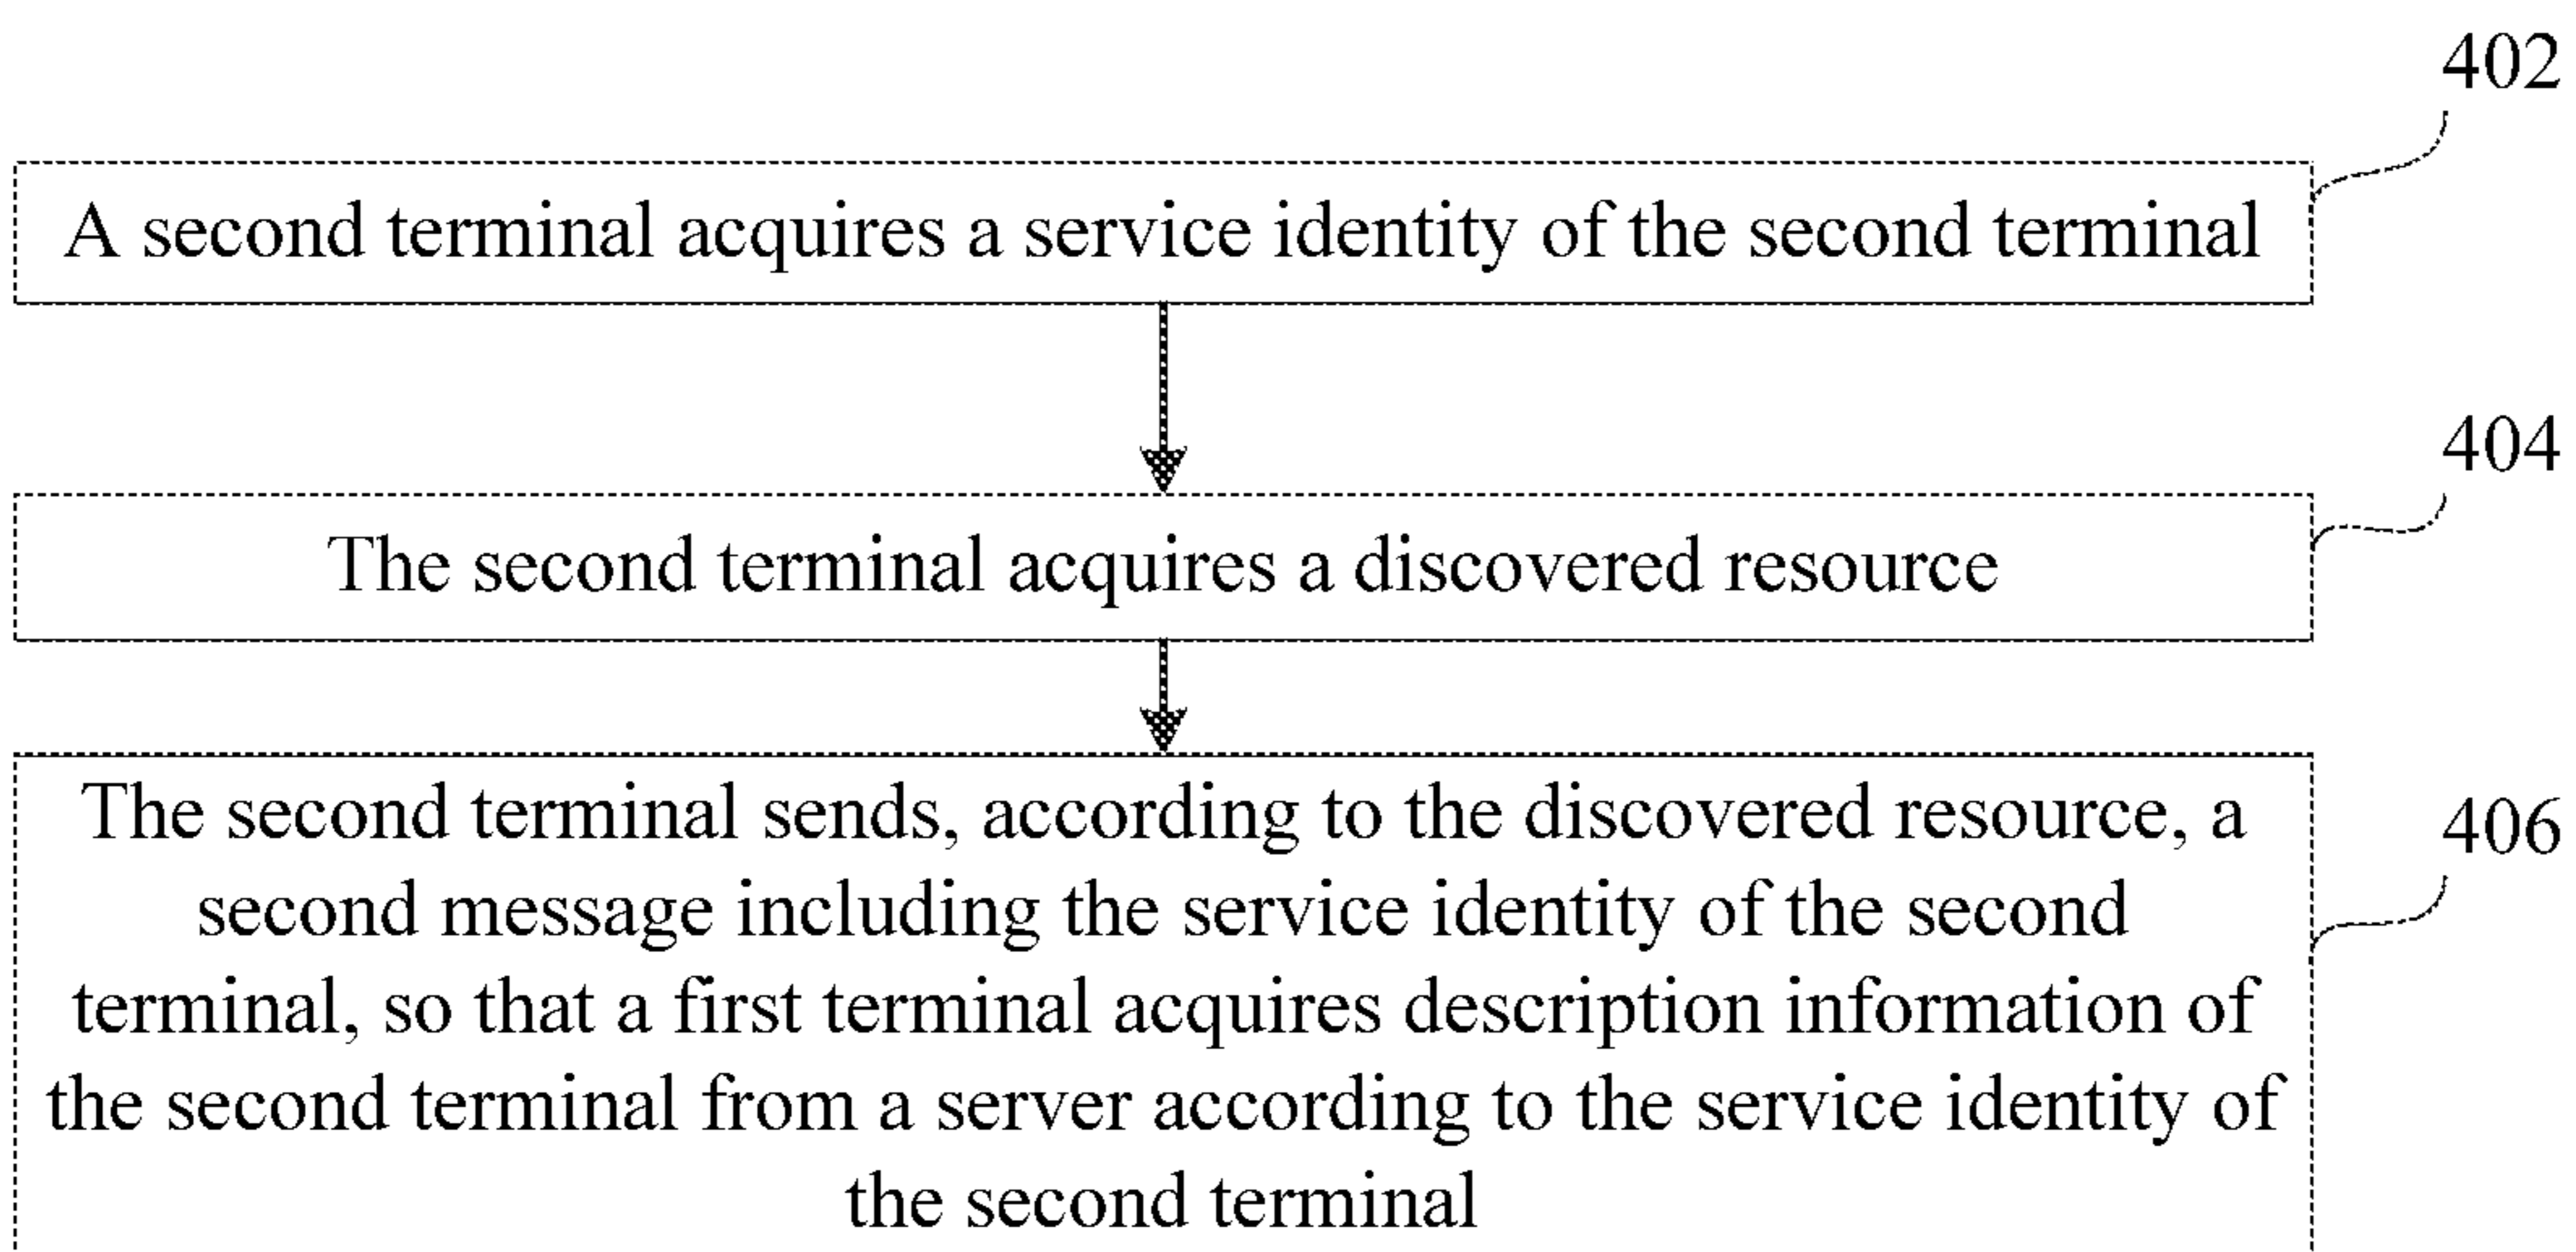 402
A second terminal acquires a service identity of the second terminal
404
The second terminal acquires a discovered resource
406
The second terminal sends, according to the discovered resource, a
second message including the service identity of the second
terminal, so that a first terminal acquires description information of
the second terminal from a server according to the service identity of
the second terminal